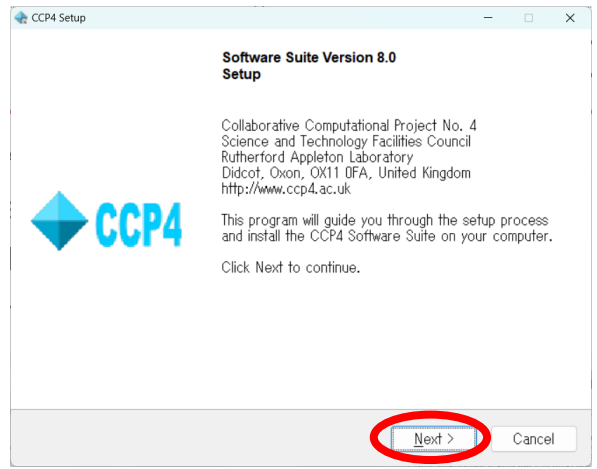 CCP4 Setup
Software Suite Version 8.0
Setup
Collaborative Computational Project No. 4
Science and Technology Facilities Council
Rutherford Appleton Laboratory
Didcot, Oxon, OX11 0FA, United Kingdom
http://www.ccp4.ac.uk
CCP4
This program will guide you through the setup process
and install the CCP4 Software Suite on your computer.
Click Next to continue.
Next >
Cancel